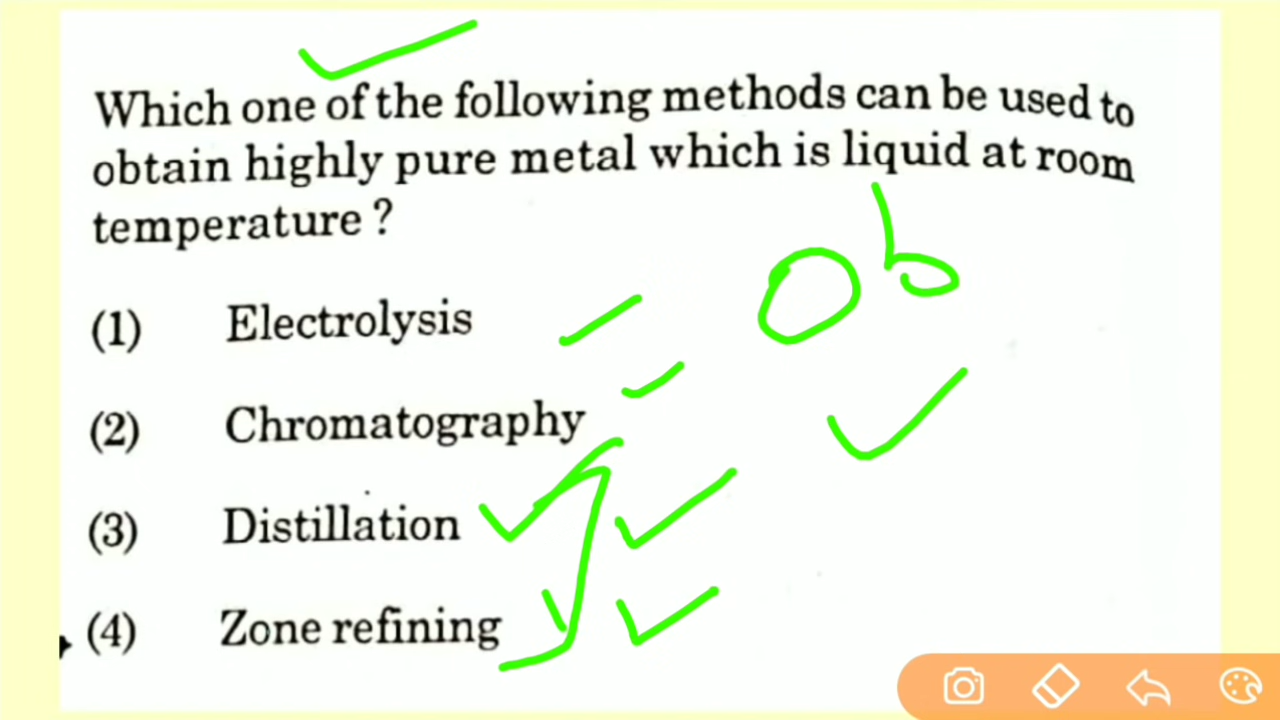 Which one of the following methods can be used to
obtain highly pure metal which is liquid at room
temperature ?
(1) Electrolysis
(2) Chromatography
(3) Distillation
(4) Zone refining